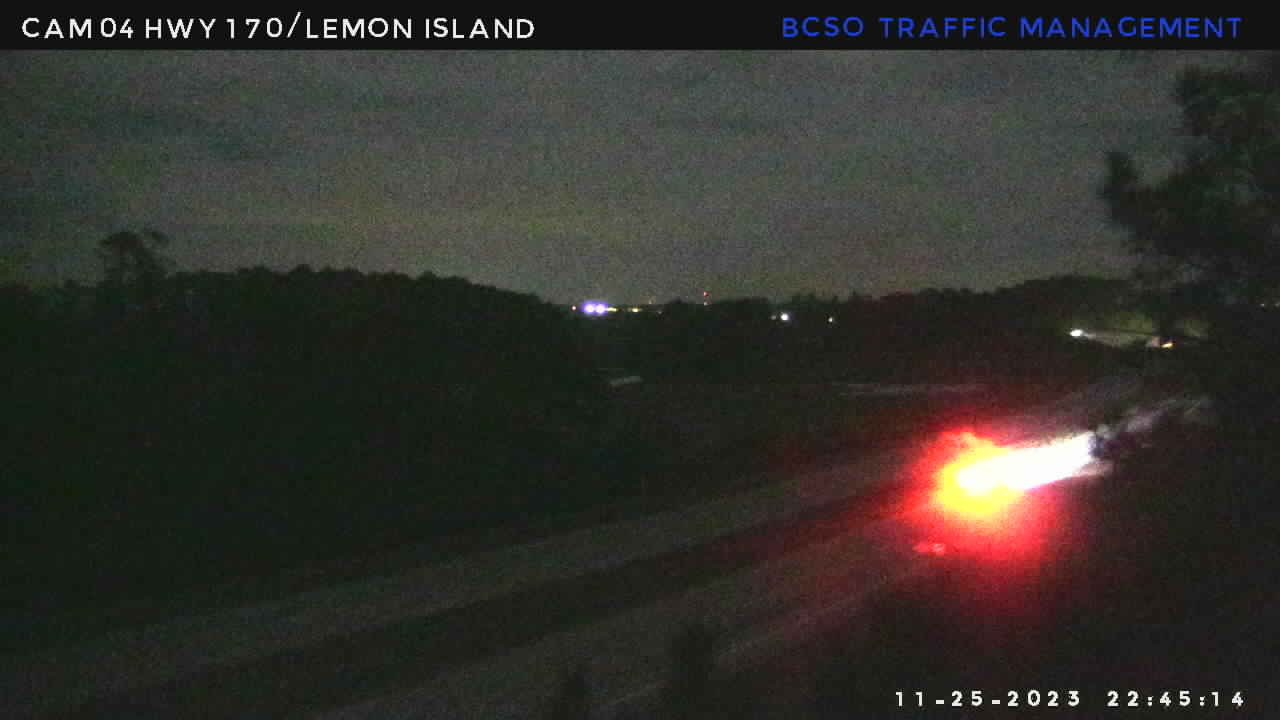 CAM04 HWY 170/LEMON ISLAND
BCSO TRAFFIC MANAGEMENT
11-25-2023 22:45:14